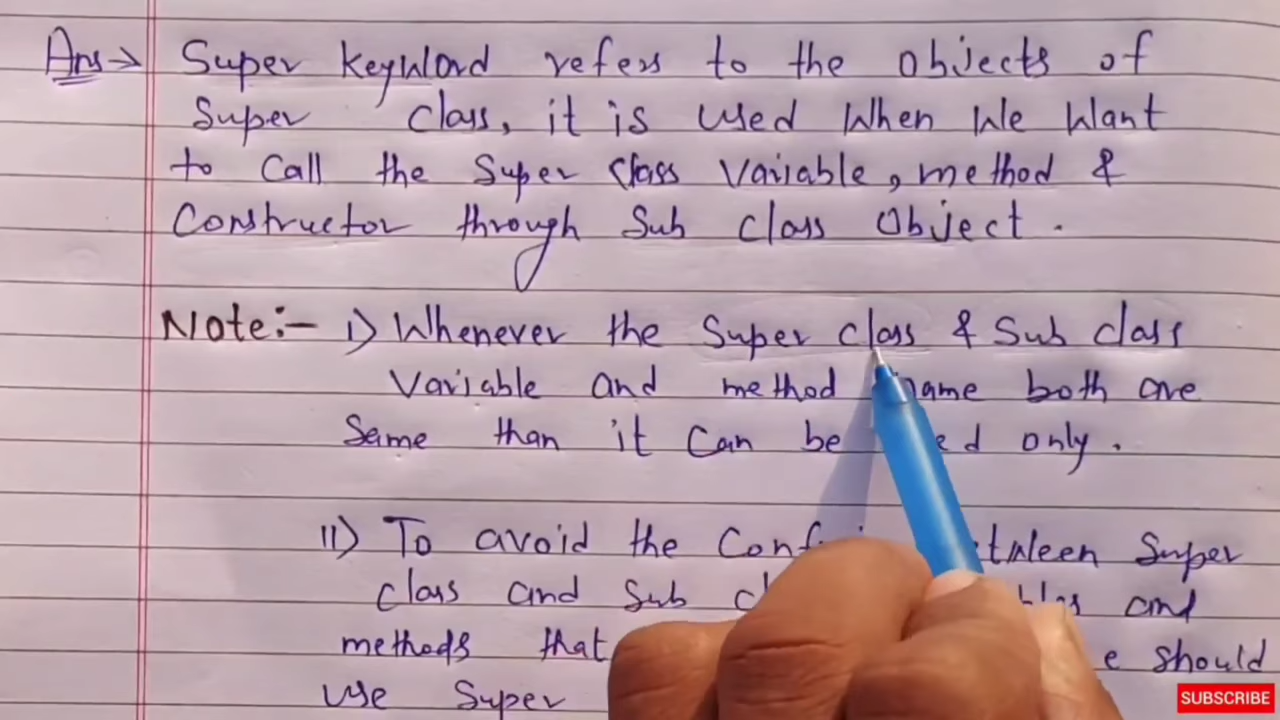 Ans→ Super keyword refers to the objects of
Super class, it is used when we want
to call the Super class variable, method &
Constructor through Sub class Object.
Note:- i) Whenever the Super class & Sub class
variable and method name both are
Same than it can be only.
ii) To avoid the between Super
class and Sub and
methods that should
use Super
SUBSCRIBE